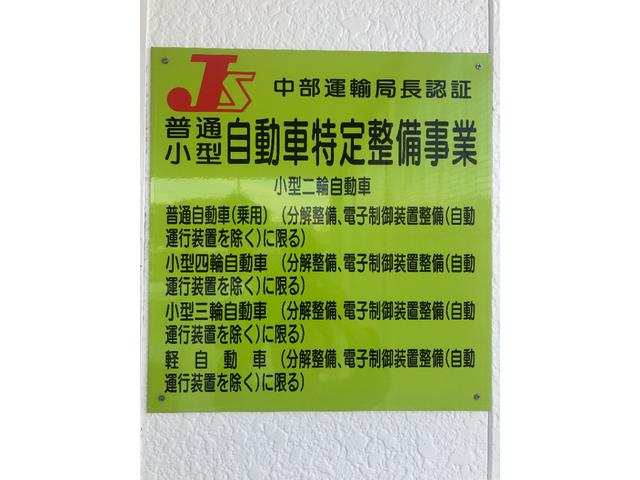 JS 中部運輸局長認証
普通
小型 自動車特定整備事業
小型二輪自動車
普通自動車(乗用) (分解整備、電子制御装置整備(自動
運行装置を除く)に限る)
小型四輪自動車 (分解整備、電子制御装置整備(自動
運行装置を除く)に限る)
小型三輪自動車 (分解整備、電子制御装置整備(自動
運行装置を除く)に限る)
軽自動車 (分解整備、電子制御装置整備(自動
運行装置を除く)に限る)